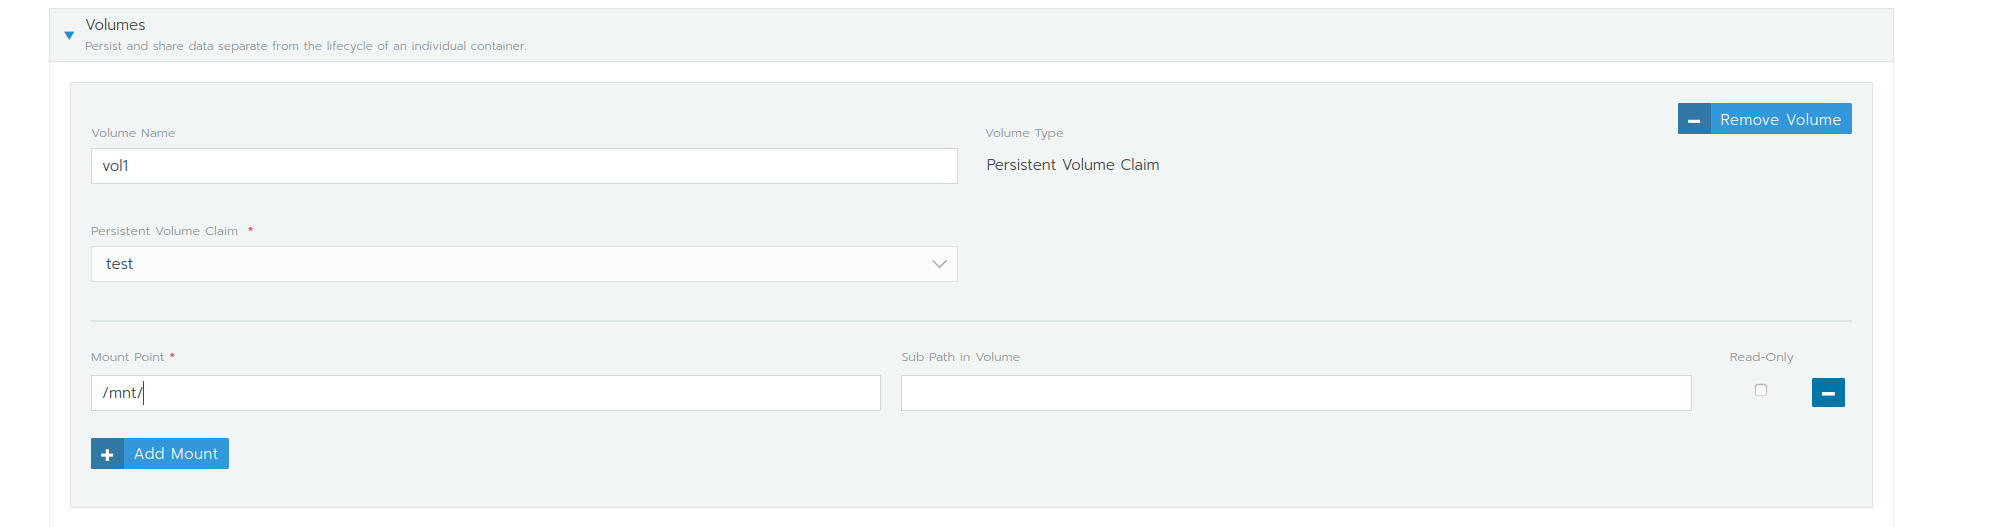 Volumes
Persist and share data separate from the lifecycle of an individual container.
Remove Volume
Volume Name
Volume Type
vol1
Persistent Volume Claim
Persistent Volume Claim *
test
Mount Point *
Sub Path in Volume
Read-Only
/mnt/
Add Mount